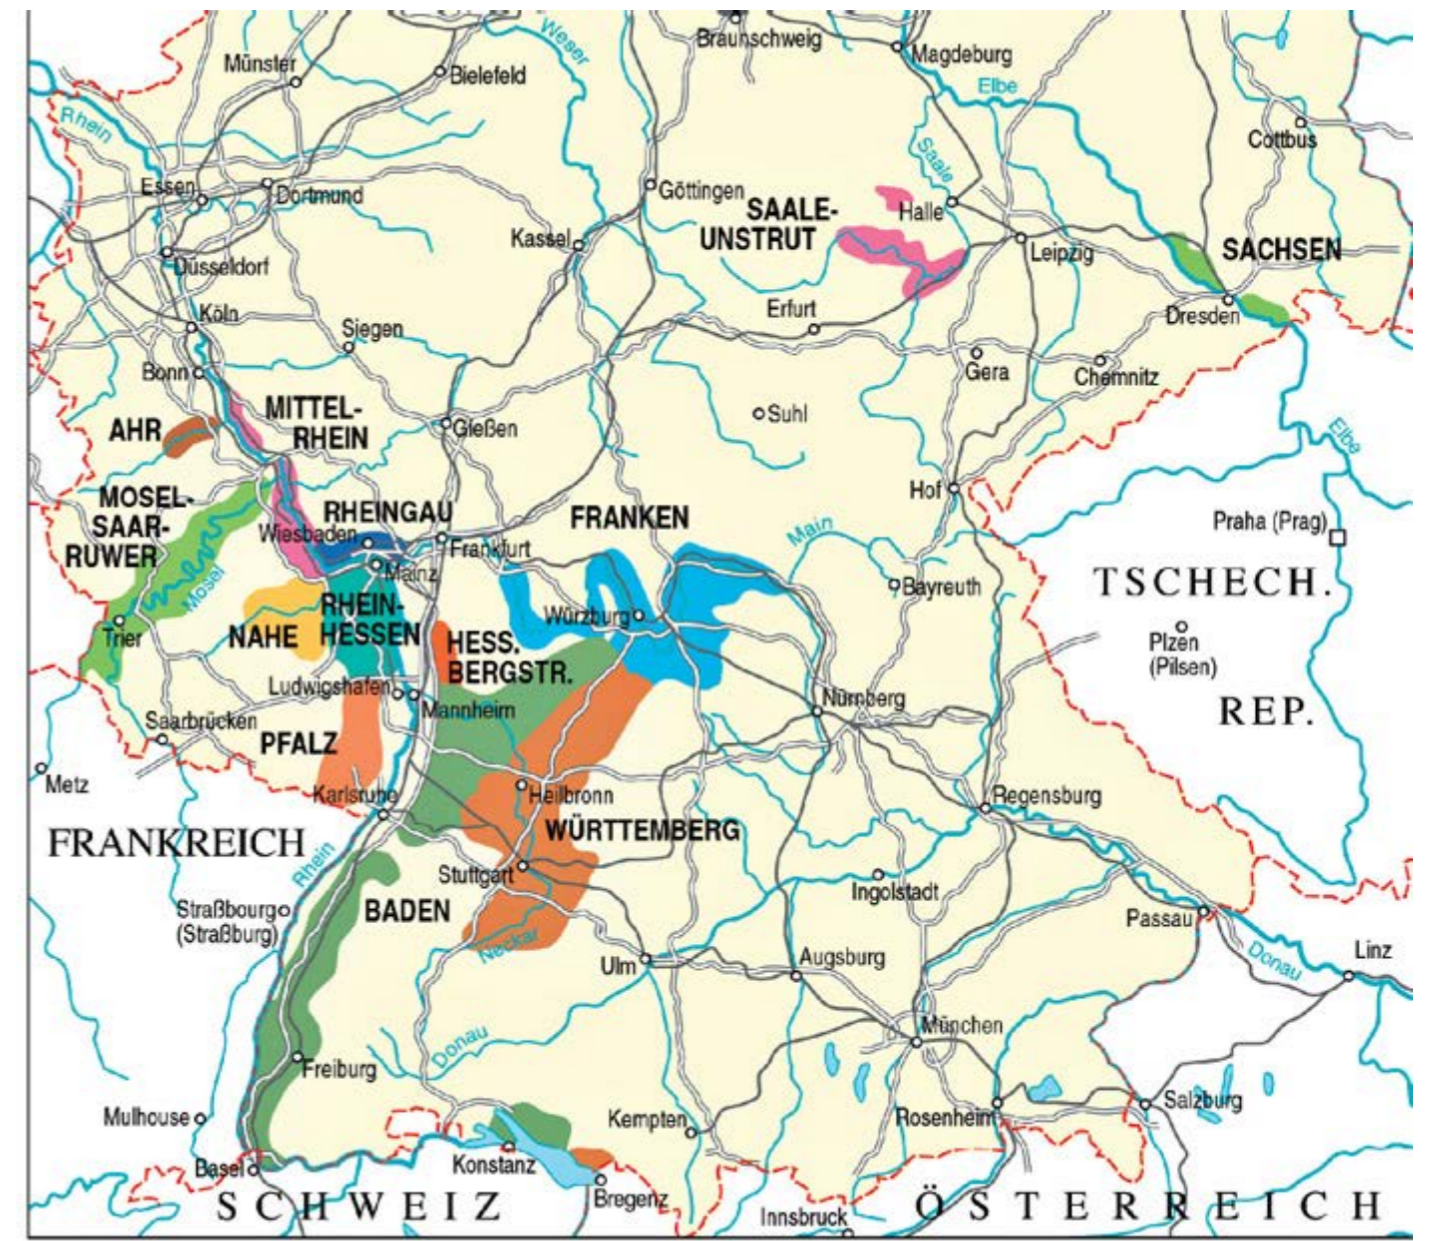 Braunschweig
Magdeburg
Weser
Münster
Bielefeld
Elbe
Rhein
Cottbus
Saale
Essen
Dortmund
Göttingen
SAALE-
UNSTRUT
Halle
Kassel
Leipzig
SACHSEN
Düsseldorf
Köln
Siegen
Erfurt
Dresden
Bonn
Gera
Chemnitz
MITTEL-
RHEIN
AHR
Gießen
Suhl
Elbe
MOSEL-
SAAR-
RUWER
Hof
RHEINGAU
FRANKEN
Wiesbaden
Frankfurt
Main
Praha (Prag)
Mainz
Mosel
Bayreuth
TSCHECH.
RHEIN-
HESSEN
NAHE
Würzburg
Trier
HESS.
BERGSTR.
Plzen
(Pilsen)
Ludwigshafen
Mannheim
Nürnberg
REP.
Saarbrücken
PFALZ
Metz
Karlsruhe
Heilbronn
Regensburg
FRANKREICH
WÜRTTEMBERG
Rhein
Stuttgart
Ingolstadt
Straßbourg
(Straßburg)
BADEN
Passau
Neckar
Ulm
Augsburg
Donau
Linz
Donau
München
Freiburg
Mulhouse
Kempten
Rosenheim
Salzburg
Basel
Konstanz
Bregenz
SCHWEIZ
Innsbruck
ÖSTERREICH